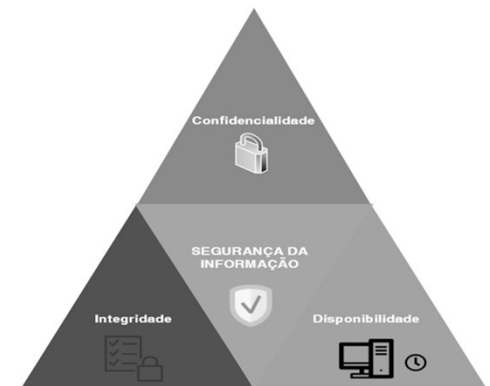 Confidencialidade
SEGURANÇA DA
INFORMAÇÃO
Integridade
Disponibilidade